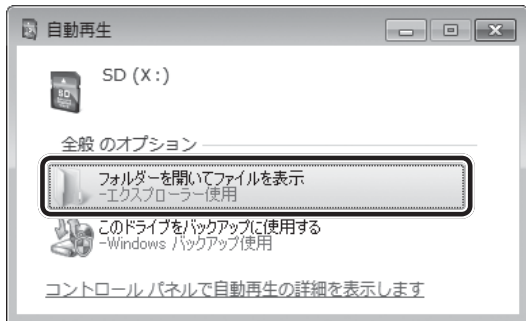 自動再生
SD (X:)
SD
全般 のオプション
フォルダーを開いてファイルを表示
-エクスプローラー使用
このドライブをバックアップに使用する
-Windows バックアップ使用
コントロール パネルで自動再生の詳細を表示します